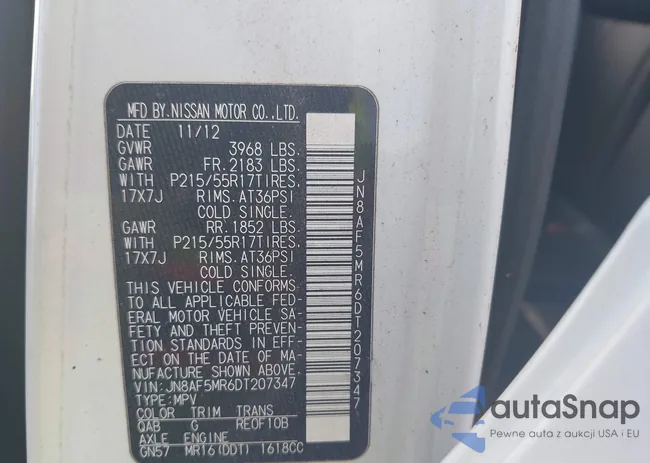 MFD BY.NISSAN MOTOR CO.,LTD.
DATE 11/12
GVWR 3968 LBS.
GAWR FR. 2183 LBS.
WITH P215/55R17TIRES.
17X7J RIMS. AT36PSI
COLD SINGLE.
GAWR RR. 1852 LBS.
WITH P215/55R17TIRES.
17X7J RIMS. AT36PSI
COLD SINGLE.
THIS VEHICLE CONFORMS
TO ALL APPLICABLE FED-
ERAL MOTOR VEHICLE SA-
FETY AND THEFT PREVEN-
TION STANDARDS IN EFF-
ECT ON THE DATE OF MA-
NUFACTURE SHOWN ABOVE
VIN:JN8AF5MR6DT207347
TYPE:MPV
COLOR TRIM TRANS
QAB G REOF10B
AXLE ENGINE
GN57 MR16(DDT) 1618CC
JN8AF5MR6DT207347
autoSnap
Pewne auta z aukcji USA i EU